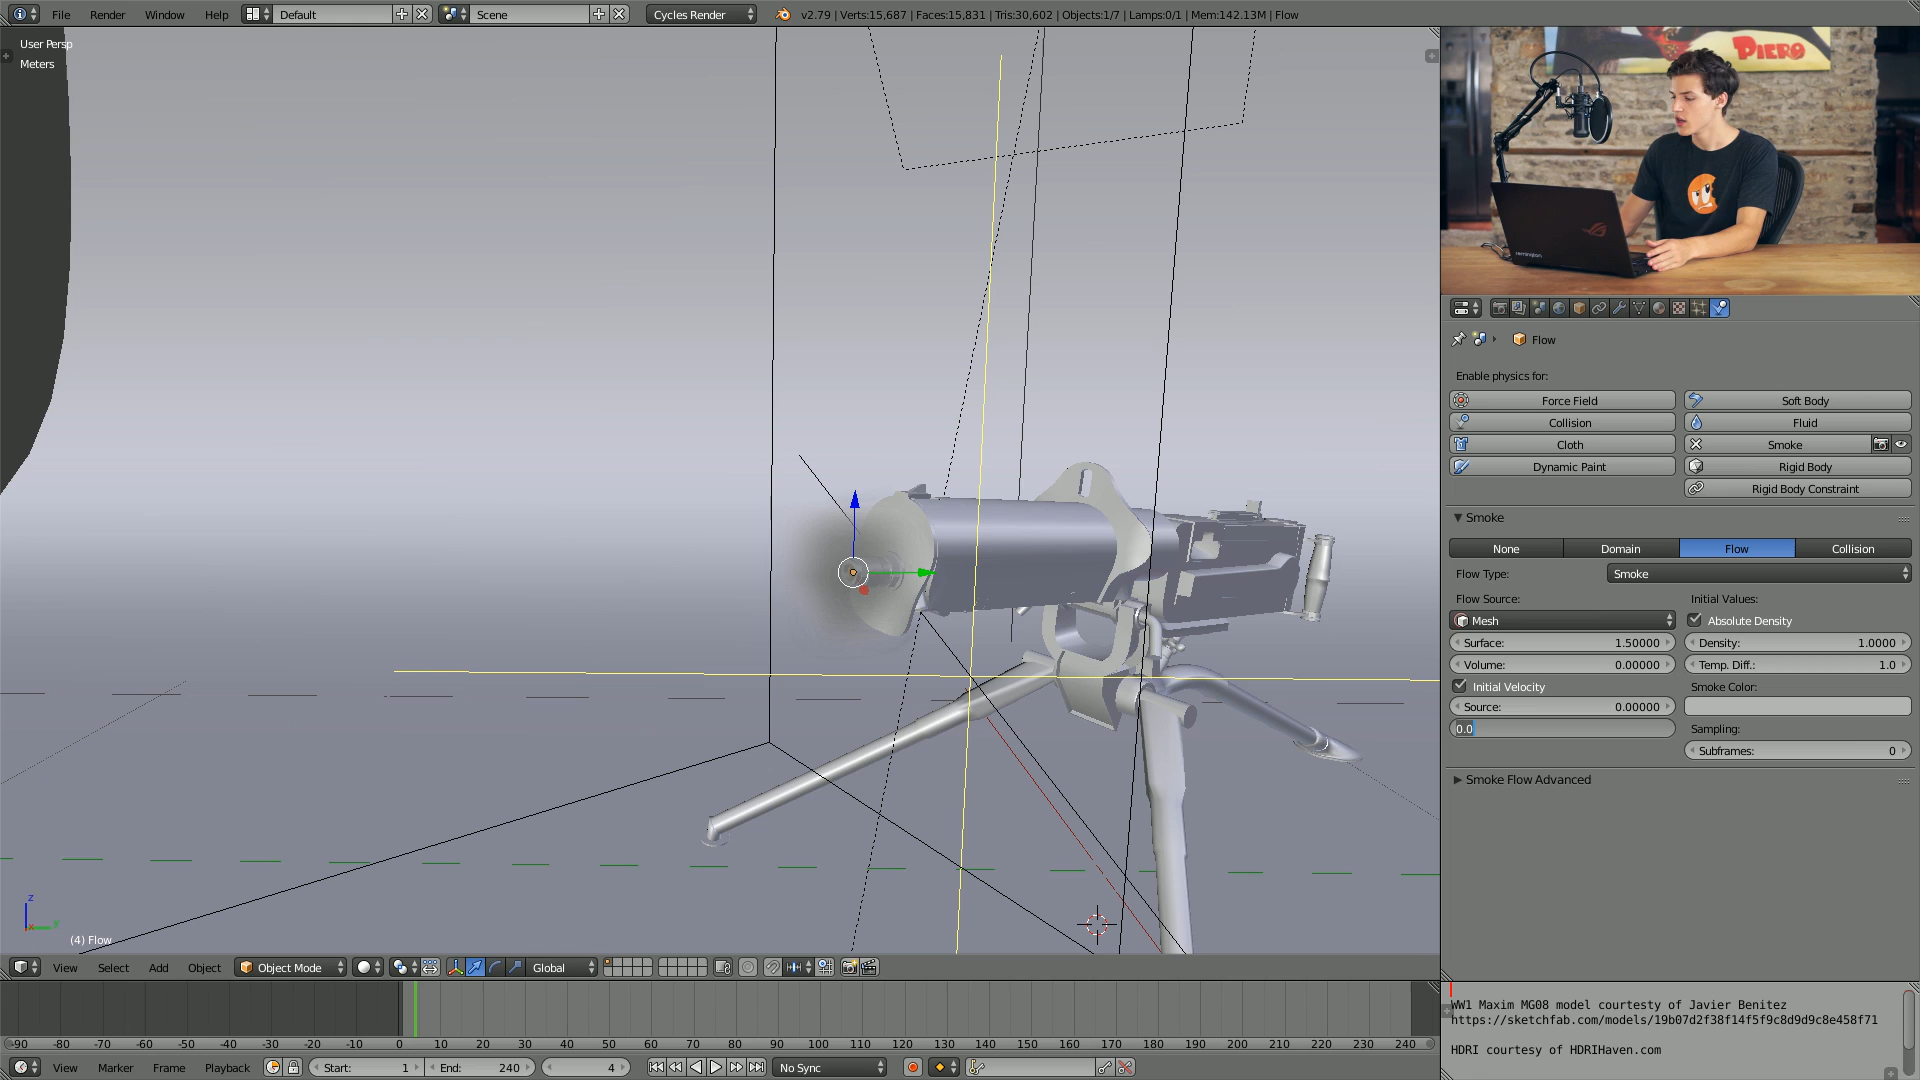 File Render Window Help Default Scene Cycles Render v2.79 | Verts:15,687 | Faces:15,831 | Tris:30,602 | Objects:1/7 | Lamps:0/1 | Mem:142.13M | Flow
User Persp
Meters
PIERO
remington
Flow
Enable physics for:
Force Field Soft Body
Collision Fluid
Cloth Smoke
Dynamic Paint Rigid Body
Rigid Body Constraint
Smoke
None Domain Flow Collision
Flow Type: Smoke
Flow Source: Initial Values:
Mesh Absolute Density
Surface: 1.50000 Density: 1.0000
Volume: 0.00000 Temp. Diff.: 1.0
Initial Velocity Smoke Color:
Source: 0.00000
0.0 Sampling:
Subframes: 0
Smoke Flow Advanced
z
x y
(4) Flow
View Select Add Object Object Mode Global
-90 -80 -70 -60 -50 -40 -30 -20 -10 0 10 20 30 40 50 60 70 80 90 100 110 120 130 140 150 160 170 180 190 200 210 220 230 240
View Marker Frame Playback Start: 1 End: 240 4 No Sync
WW1 Maxim MG08 model courtesty of Javier Benitez
https://sketchfab.com/models/19b07d2f38f14f5f9c8d9d9c8e458f71
HDRI courtesy of HDRIHaven.com